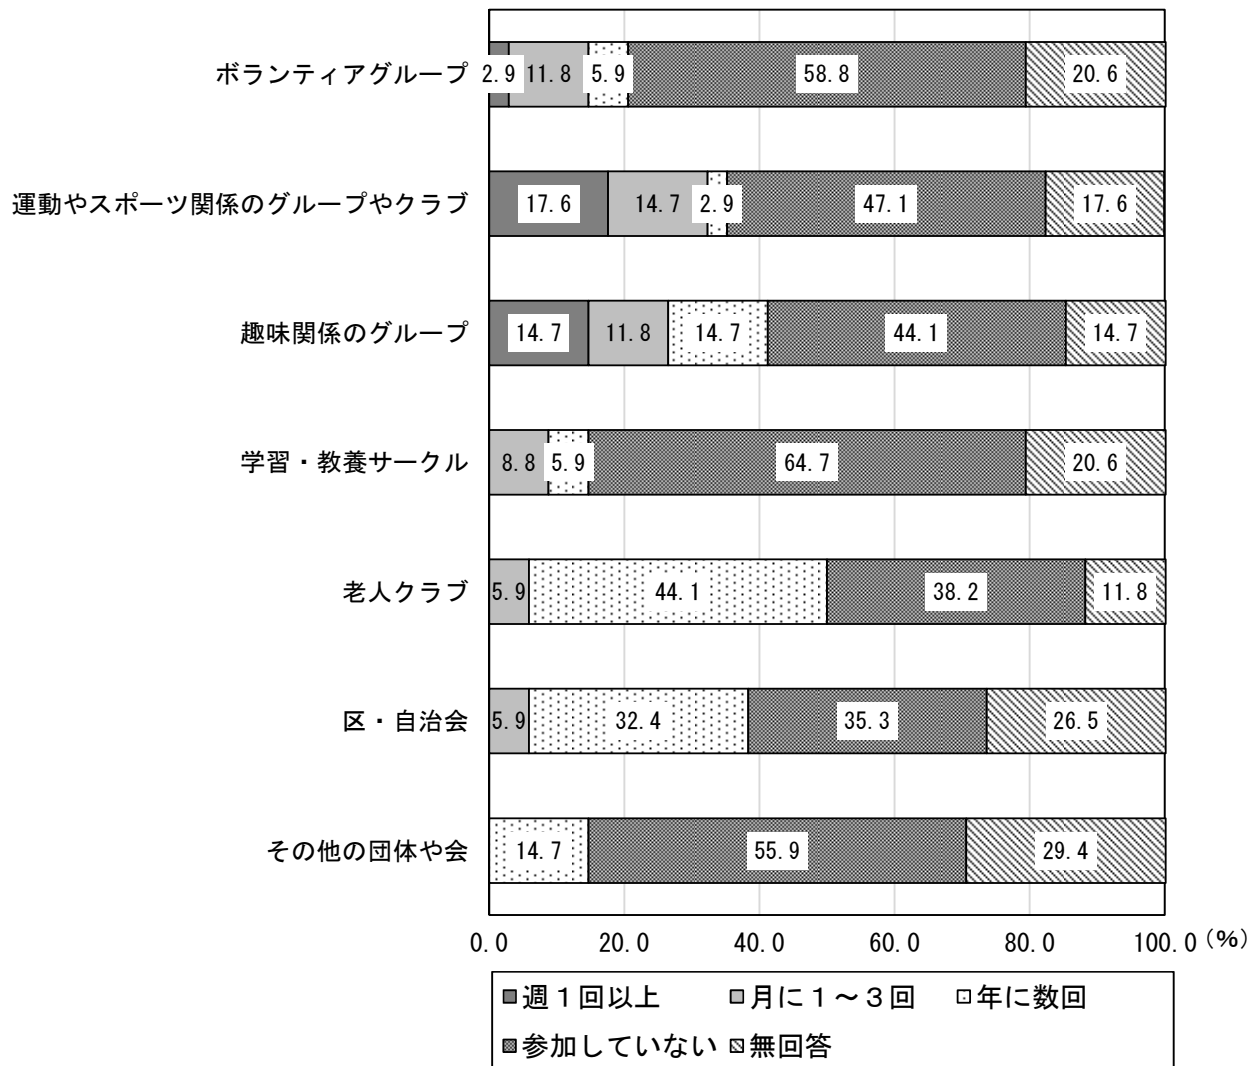 ボランティアグループ 2.9 11.8 5.9 58.8 20.6
運動やスポーツ関係のグループやクラブ 17.6 14.7 2.9 47.1 17.6
趣味関係のグループ 14.7 11.8 14.7 44.1 14.7
学習・教養サークル 8.8 5.9 64.7 20.6
老人クラブ 5.9 44.1 38.2 11.8
区・自治会 5.9 32.4 35.3 26.5
その他の団体や会 14.7 55.9 29.4
0.0 20.0 40.0 60.0 80.0 100.0 (%)
週１回以上 月に１～３回 年に数回
参加していない 無回答